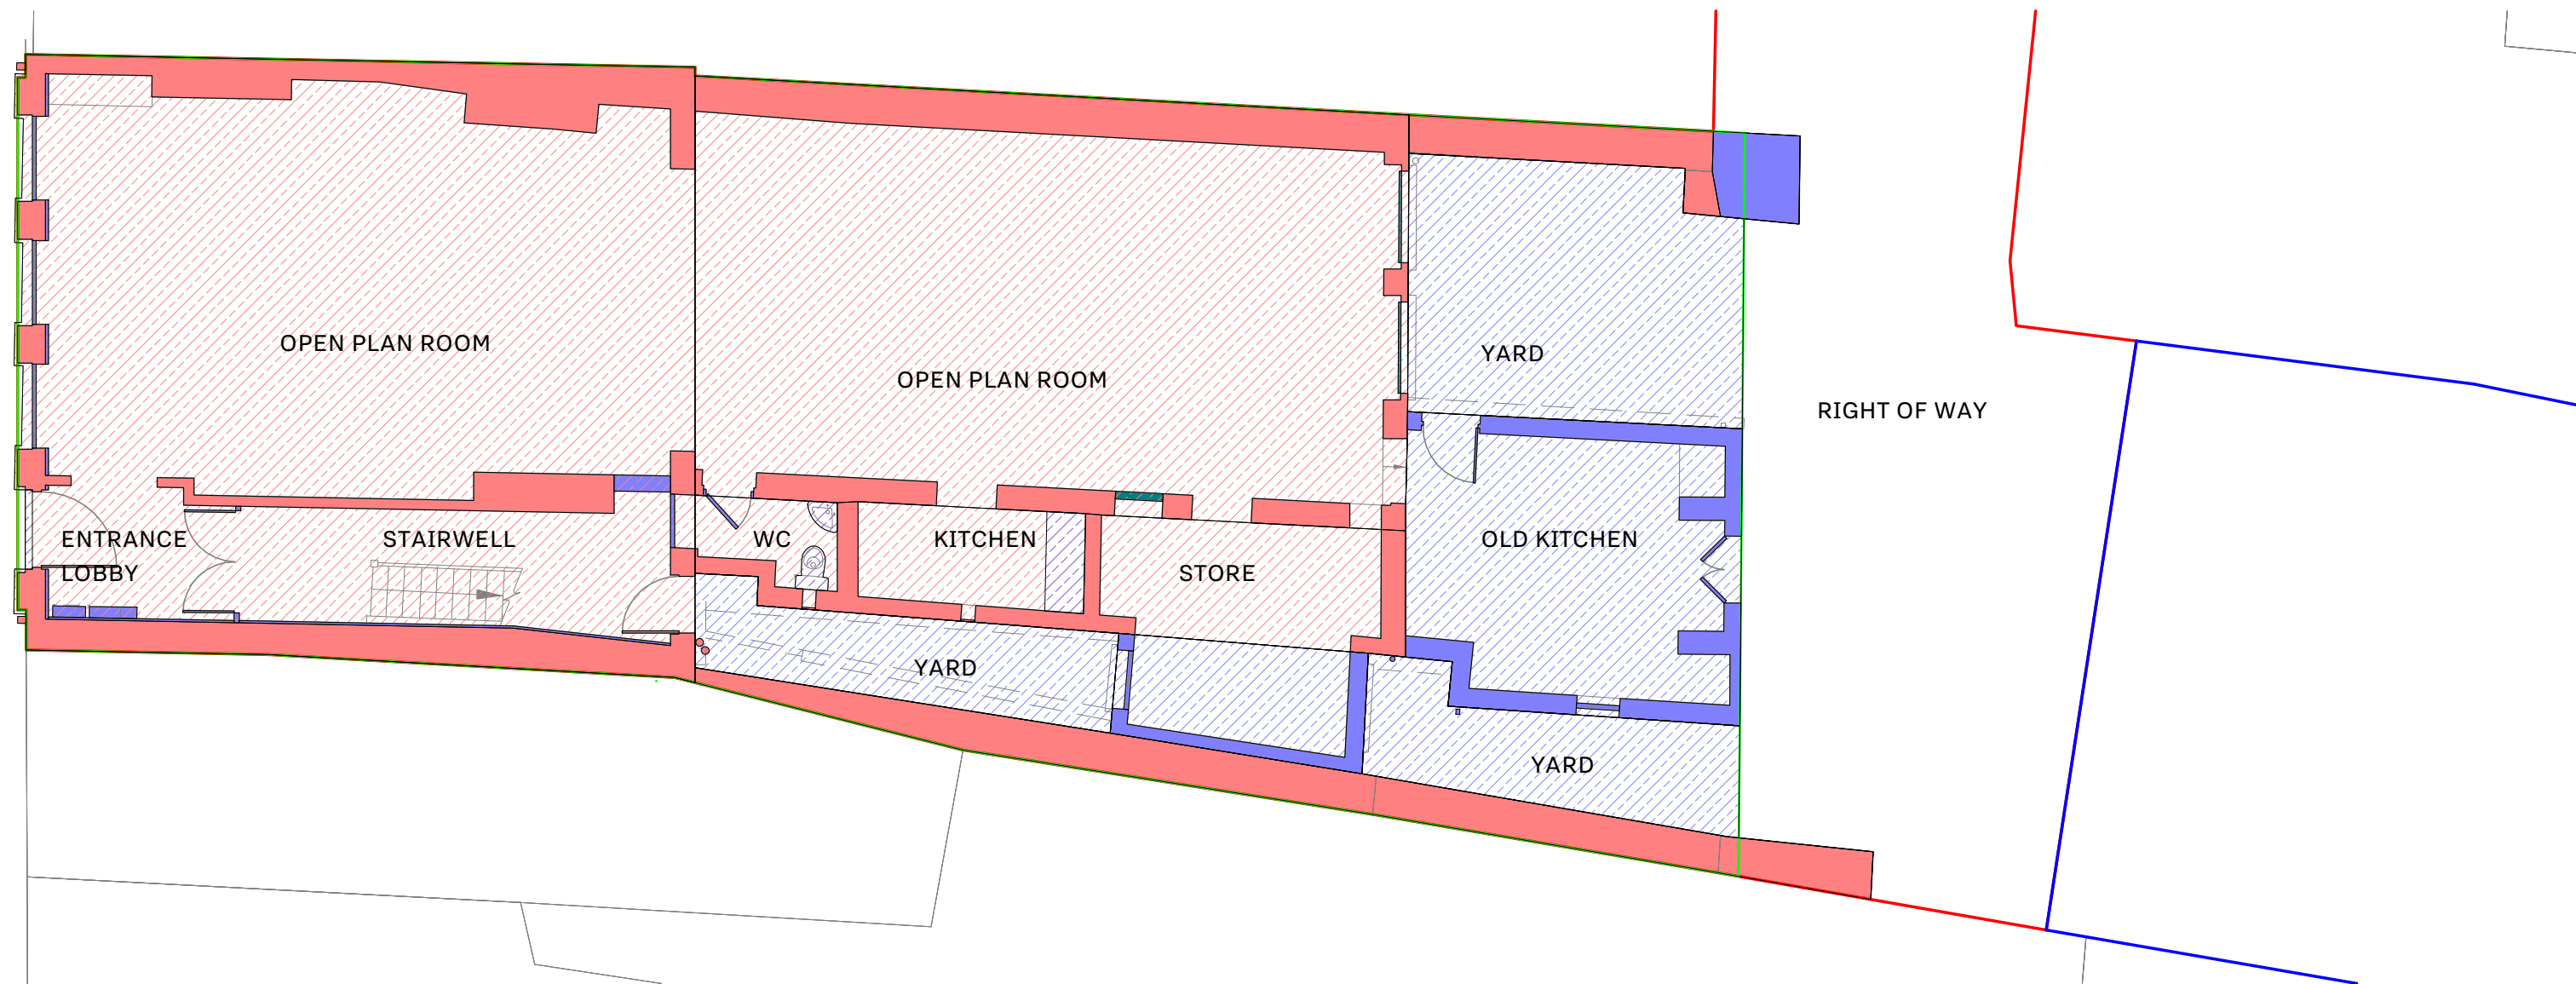 OPEN PLAN ROOM
OPEN PLAN ROOM
YARD
RIGHT OF WAY
ENTRANCE
LOBBY
STAIRWELL
WC
KITCHEN
STORE
OLD KITCHEN
YARD
YARD